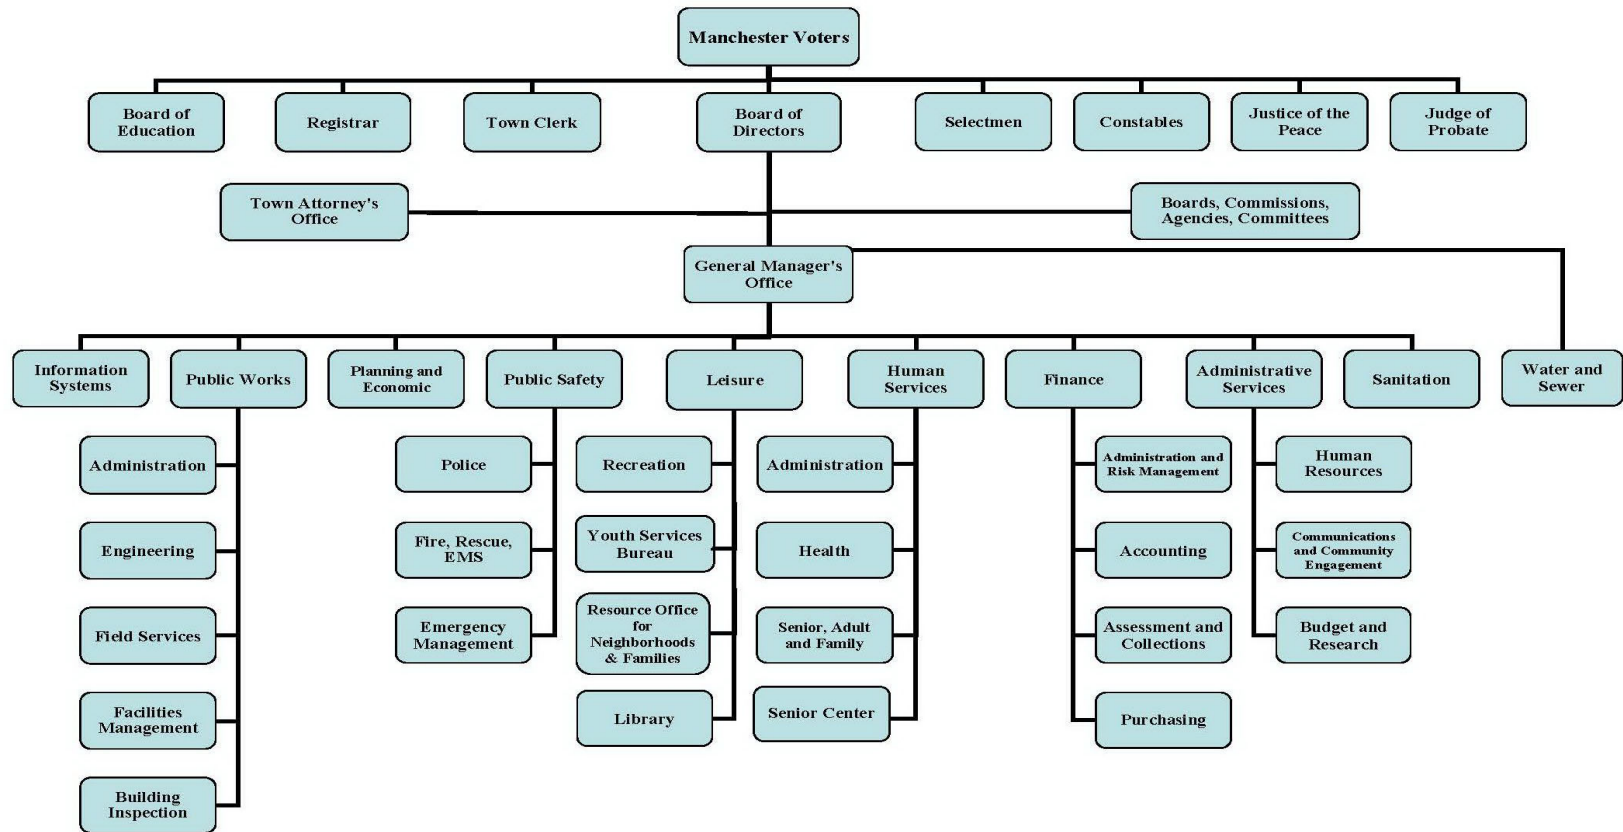 Manchester Voters
Board of
Education
Registrar
Town Clerk
Board of
Directors
Selectmen
Constables
Justice of the
Peace
Judge of
Probate
Town Attorney's
Office
Boards, Commissions,
Agencies, Committees
General Manager's
Office
Information
Systems
Public Works
Planning and
Economic
Public Safety
Leisure
Human
Services
Finance
Administrative
Services
Sanitation
Water and
Sewer
Administration
Engineering
Field Services
Facilities
Management
Building
Inspection
Police
Fire, Rescue,
EMS
Emergency
Management
Recreation
Youth Services
Bureau
Resource Office
for
Neighborhoods
& Families
Library
Administration
Health
Senior, Adult
and Family
Senior Center
Administration and
Risk Management
Accounting
Assessment and
Collections
Purchasing
Human
Resources
Communications
and Community
Engagement
Budget and
Research